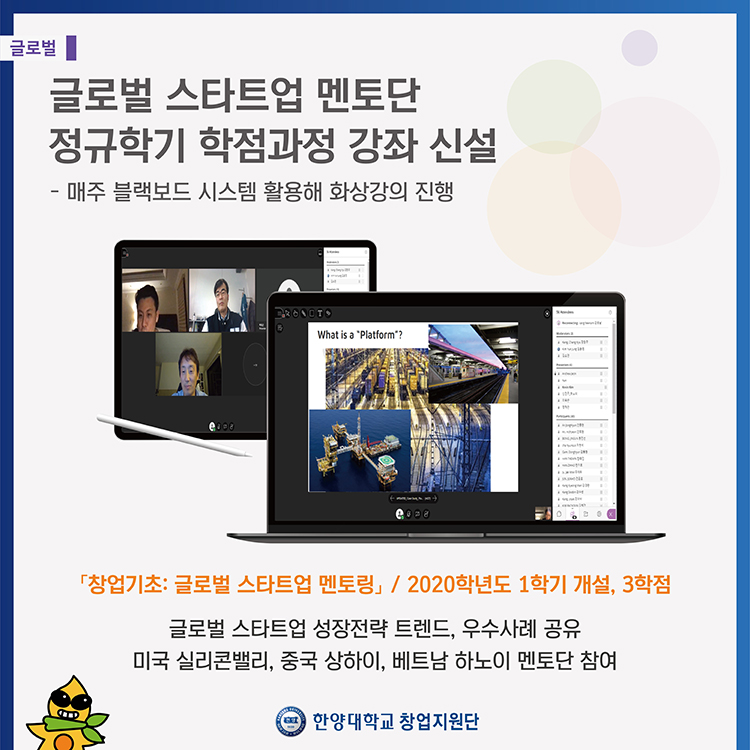 글로벌
글로벌 스타트업 멘토단
정규학기 학점과정 강좌 신설
- 매주 블랙보드 시스템 활용해 화상강의 진행
What is a "Platform"?
「창업기초: 글로벌 스타트업 멘토링」 / 2020학년도 1학기 개설, 3학점
글로벌 스타트업 성장전략 트렌드, 우수사례 공유
미국 실리콘밸리, 중국 상하이, 베트남 하노이 멘토단 참여
한양대학교 창업지원단